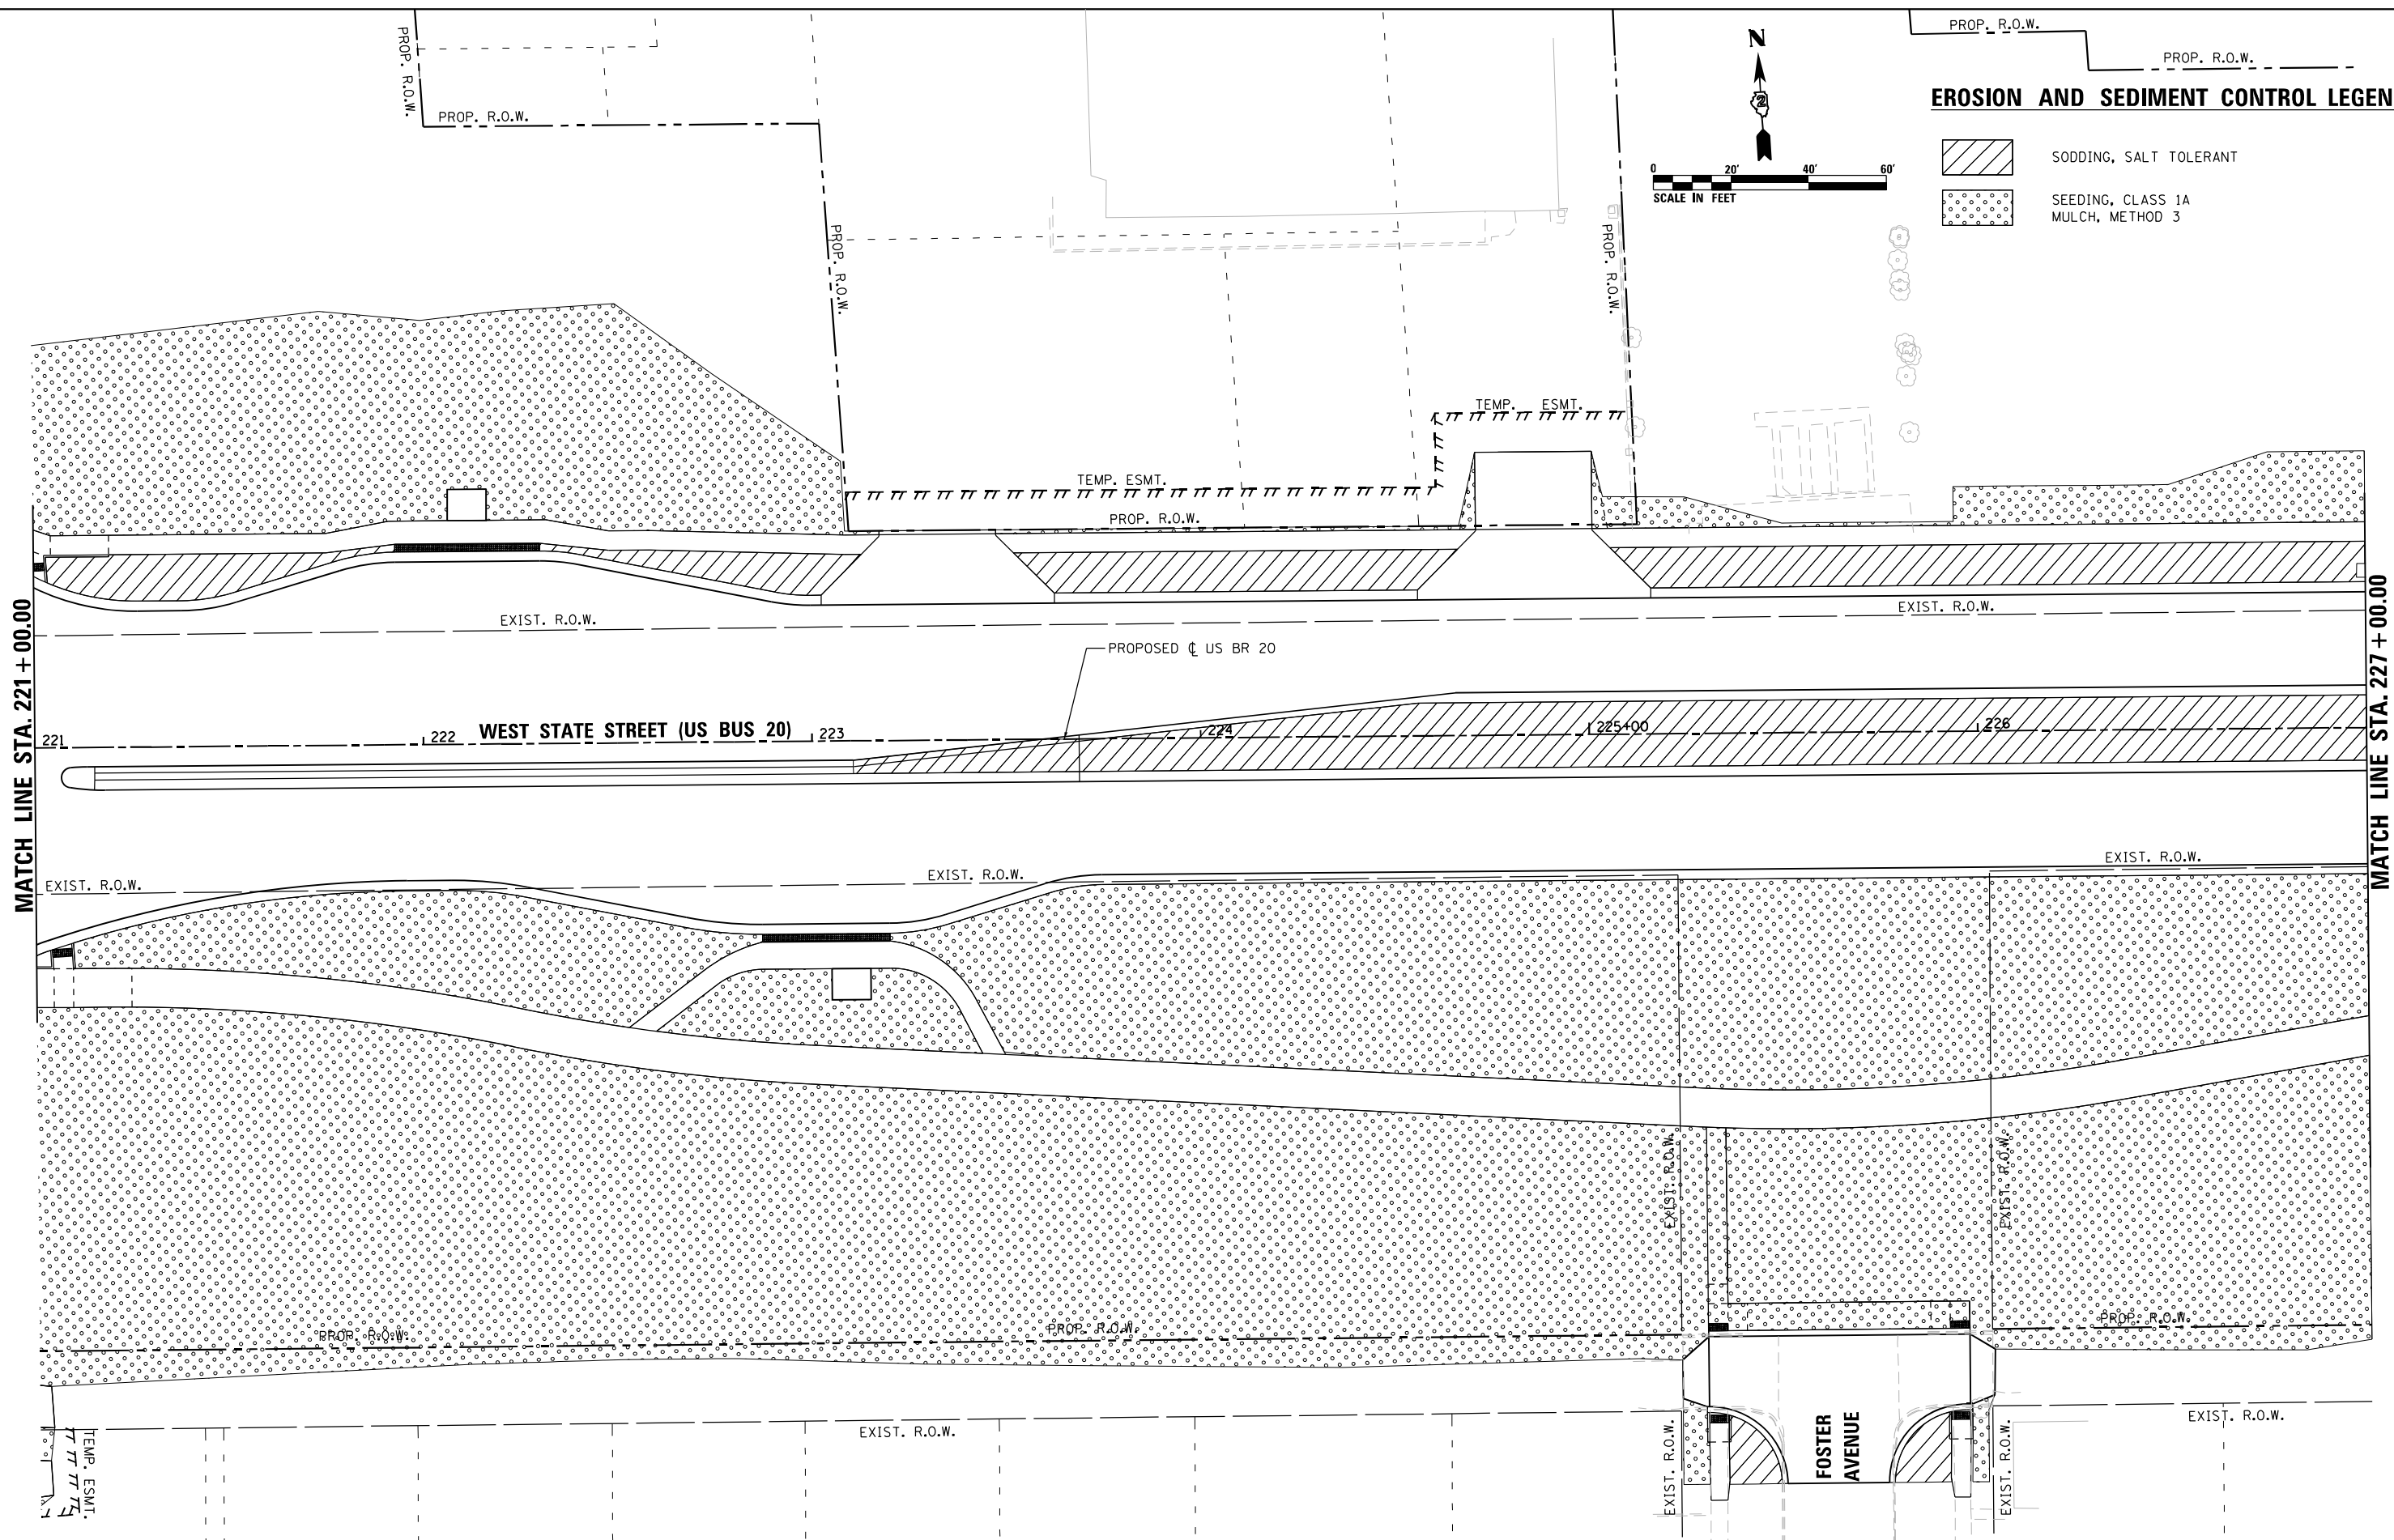 PROP. R.O.W.
PROP. R.O.W.
PROP. R.O.W.
PROP. R.O.W.
N
2
EROSION AND SEDIMENT CONTROL LEGEN
SODDING, SALT TOLERANT
SEEDING, CLASS 1A
MULCH, METHOD 3
0 20' 40' 60'
SCALE IN FEET
PROP. R.O.W.
PROP. R.O.W.
TEMP. ESMT.
TEMP. ESMT.
PROP. R.O.W.
EXIST. R.O.W.
EXIST. R.O.W.
MATCH LINE STA. 221+00.00
MATCH LINE STA. 227+00.00
PROPOSED ℄ US BR 20
221
222
WEST STATE STREET (US BUS 20)
223
224
225+00
226
EXIST. R.O.W.
EXIST. R.O.W.
EXIST. R.O.W.
EXIST. R.O.W.
EXIST. R.O.W.
PROP. R.O.W.
PROP. R.O.W.
PROP. R.O.W.
EXIST. R.O.W.
EXIST. R.O.W.
TEMP. ESMT.
EXIST. R.O.W.
FOSTER
AVENUE
EXIST. R.O.W.